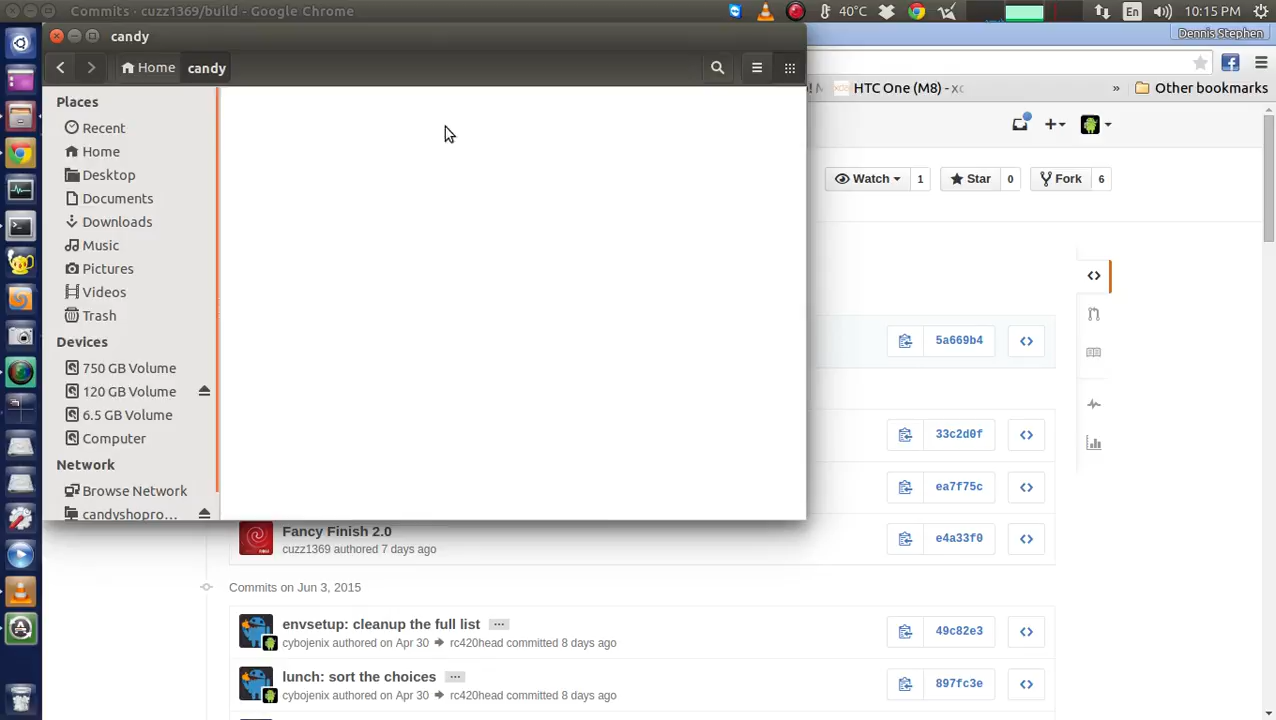 Commits - cuzz1369/build - Google Chrome
40°C
En
10:15 PM
candy
Dennis Stephen
Home
candy
HTC One (M8) - xc
»
Other bookmarks
Places
Recent
Home
Desktop
Documents
Downloads
Music
Pictures
Videos
Trash
Devices
750 GB Volume
120 GB Volume
6.5 GB Volume
Computer
Network
Browse Network
candyshopro...
Watch
1
Star
0
Fork
6
5a669b4
33c2d0f
ea7f75c
Fancy Finish 2.0
cuzz1369 authored 7 days ago
e4a33f0
Commits on Jun 3, 2015
envsetup: cleanup the full list
cybojenix authored on Apr 30 rc420head committed 8 days ago
49c82e3
lunch: sort the choices
cybojenix authored on Apr 30 rc420head committed 8 days ago
897fc3e